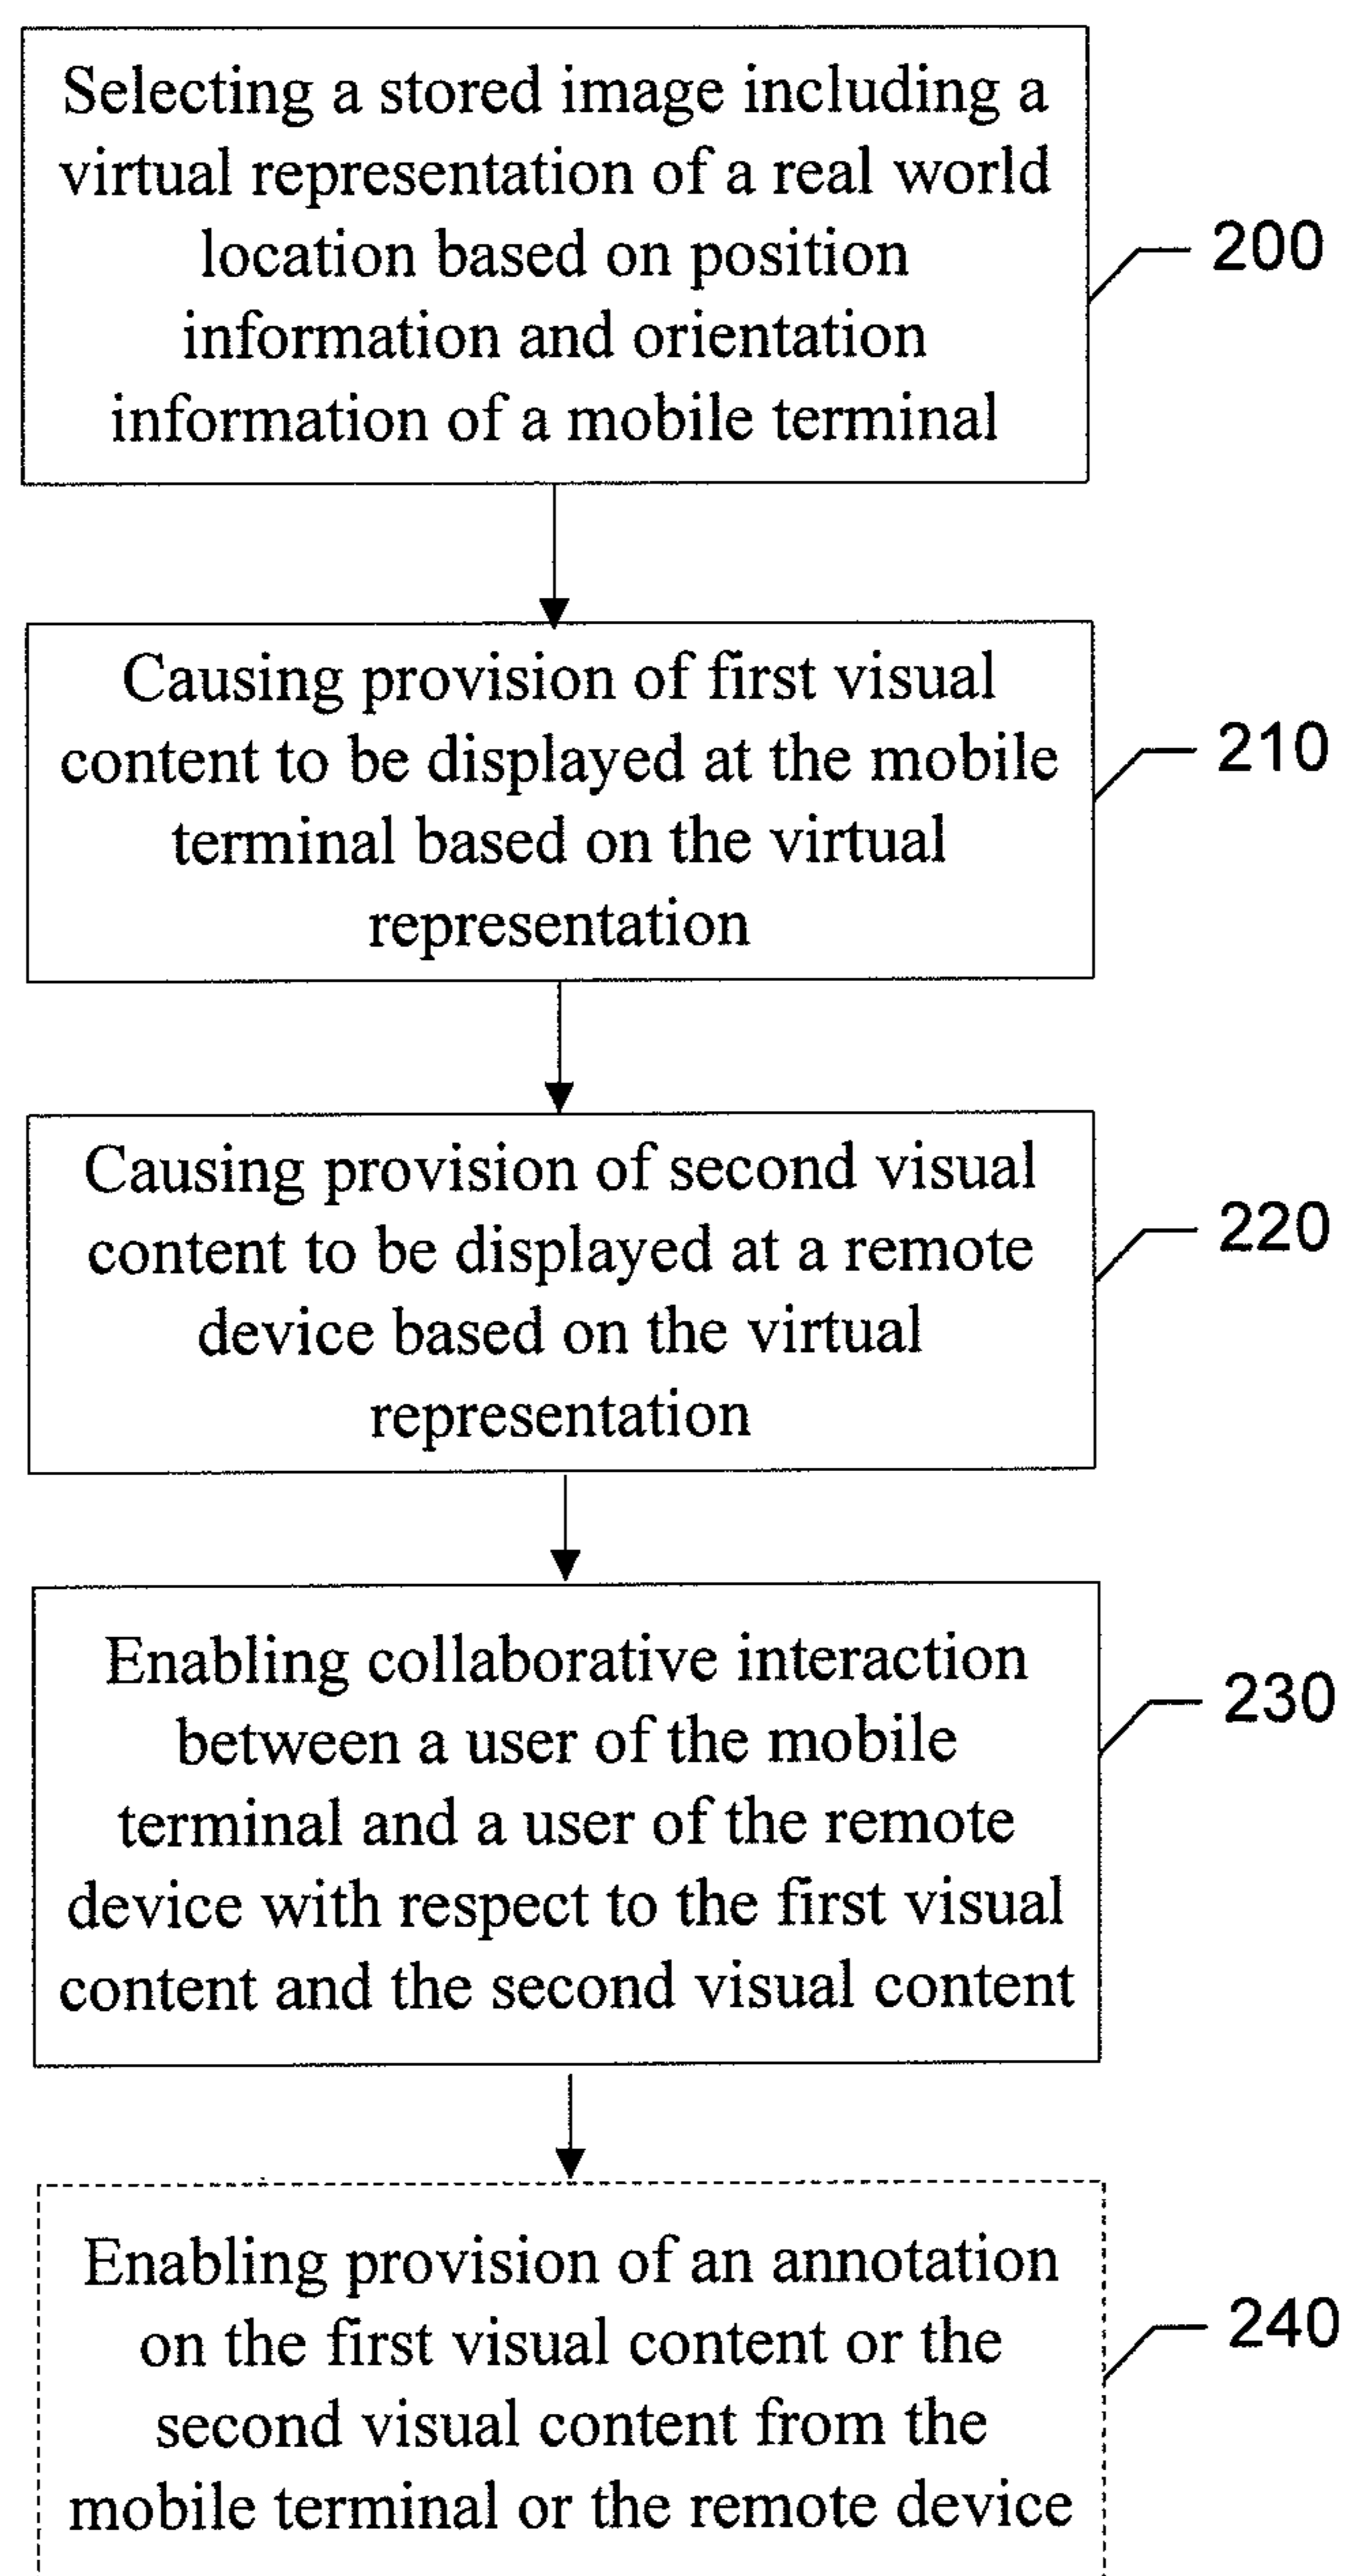 Selecting a stored image including a
virtual representation of a real world
location based on position
information and orientation
information of a mobile terminal
200
Causing provision of first visual
content to be displayed at the mobile
terminal based on the virtual
representation
210
Causing provision of second visual
content to be displayed at a remote
device based on the virtual
representation
220
Enabling collaborative interaction
between a user of the mobile
terminal and a user of the remote
device with respect to the first visual
content and the second visual content
230
Enabling provision of an annotation
on the first visual content or the
second visual content from the
mobile terminal or the remote device
240